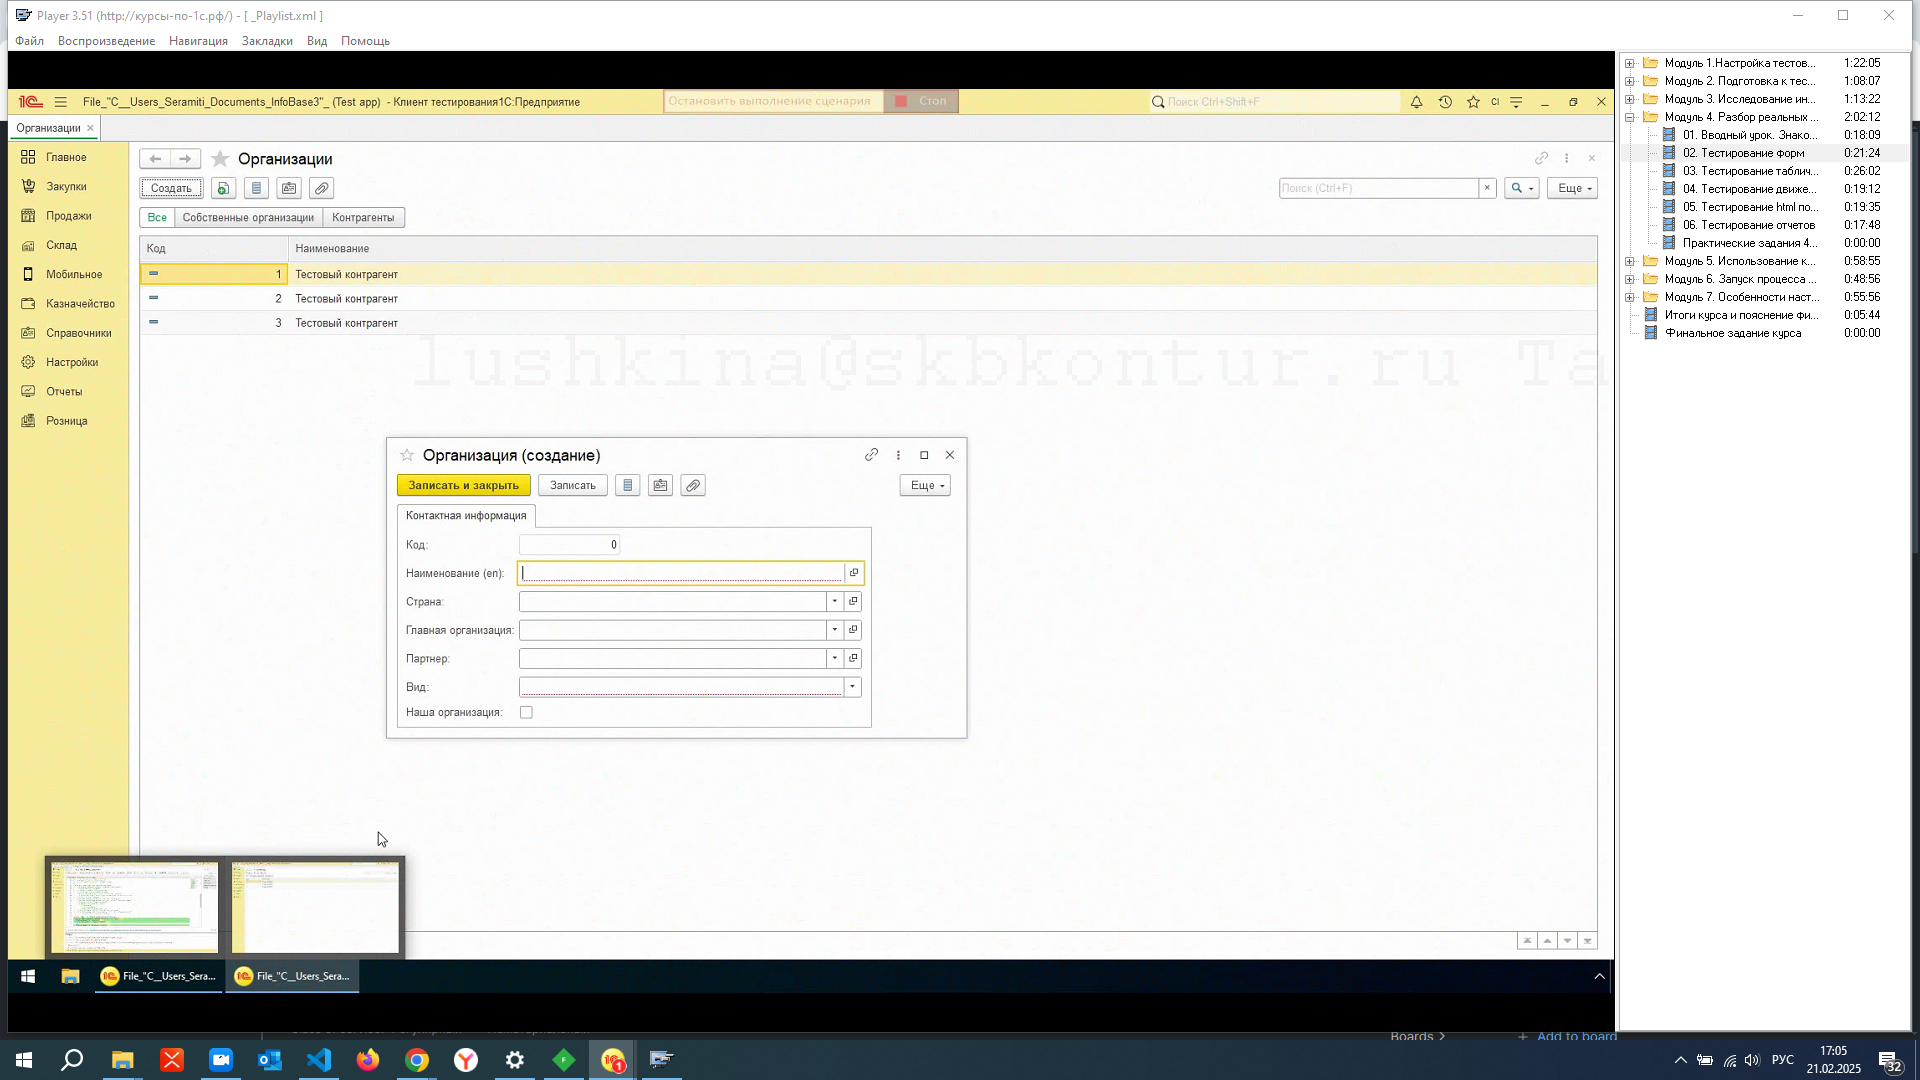 Player 3.51 (http://курсы-по-1с.рф/) - [ _Playlist.xml ]
Файл Воспроизведение Навигация Закладки Вид Помощь
File_"C__Users_Seramiti_Documents_InfoBase3"_ (Test app) - Клиент тестирования1С:Предприятие
Остановить выполнение сценария Стоп
Поиск Ctrl+Shift+F
CI
Организации
Главное
Закупки
Продажи
Склад
Мобильное
Казначейство
Справочники
Настройки
Отчеты
Розница
Организации
Создать
Поиск (Ctrl+F)
Еще
Все Собственные организации Контрагенты
Код Наименование
1 Тестовый контрагент
2 Тестовый контрагент
3 Тестовый контрагент
lushkina@skbkontur.ru Ta
Организация (создание)
Записать и закрыть Записать Еще
Контактная информация
Код: 0
Наименование (en):
Страна:
Главная организация:
Партнер:
Вид:
Наша организация:
File_"C__Users_Sera...
File_"C__Users_Sera...
Модуль 1.Настройка тестов... 1:22:05
Модуль 2. Подготовка к тес... 1:08:07
Модуль 3. Исследование ин... 1:13:22
Модуль 4. Разбор реальных ... 2:02:12
01. Вводный урок. Знако... 0:18:09
02. Тестирование форм 0:21:24
03. Тестирование таблич... 0:26:02
04. Тестирование движе... 0:19:12
05. Тестирование html по... 0:19:35
06. Тестирование отчетов 0:17:48
Практические задания 4... 0:00:00
Модуль 5. Использование к... 0:58:55
Модуль 6. Запуск процесса ... 0:48:56
Модуль 7. Особенности наст... 0:55:56
Итоги курса и пояснение фи... 0:05:44
Финальное задание курса 0:00:00
Boards > + Add to board
РУС
17:05
21.02.2025
32